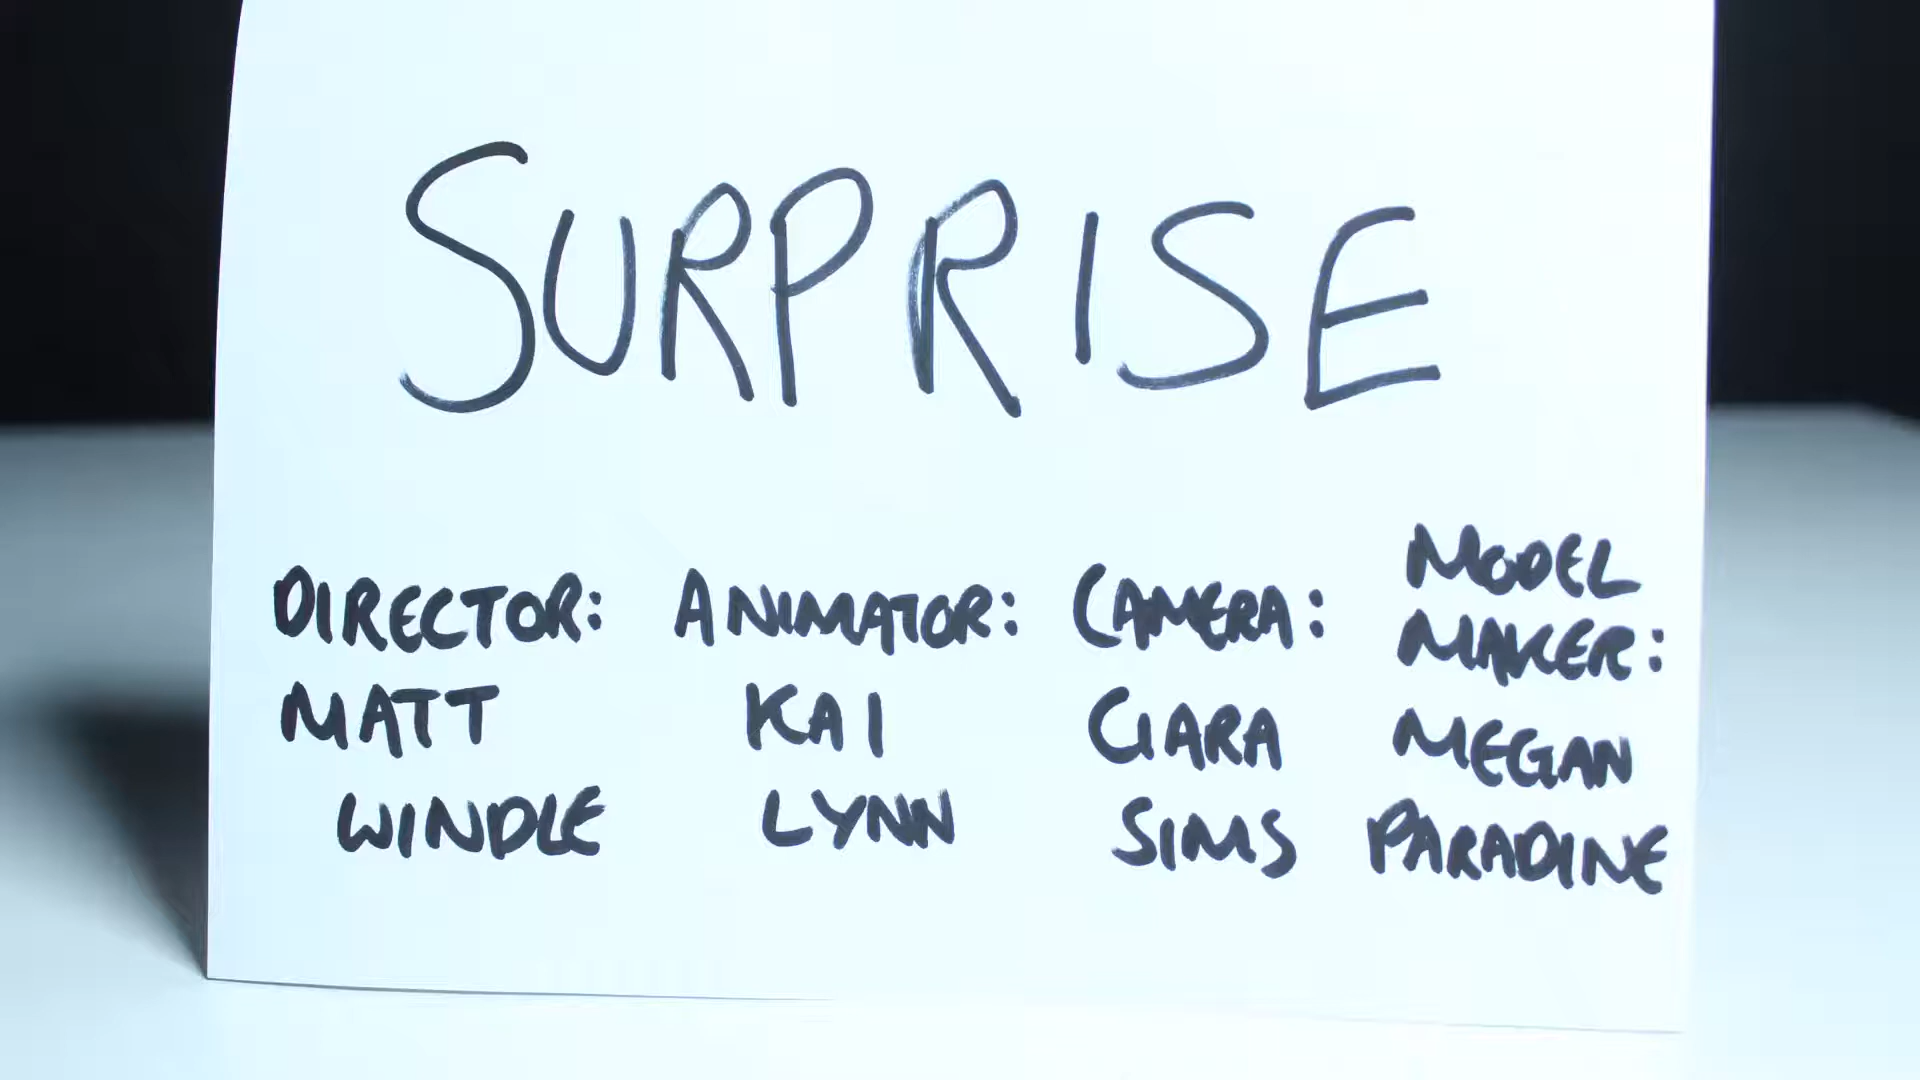 SURPRISE
DIRECTOR:
MATT
WINDLE
ANIMATOR:
KAI
LYNN
CAMERA:
CIARA
SIMS
MODEL
MAKER:
MEGAN
PARADINE